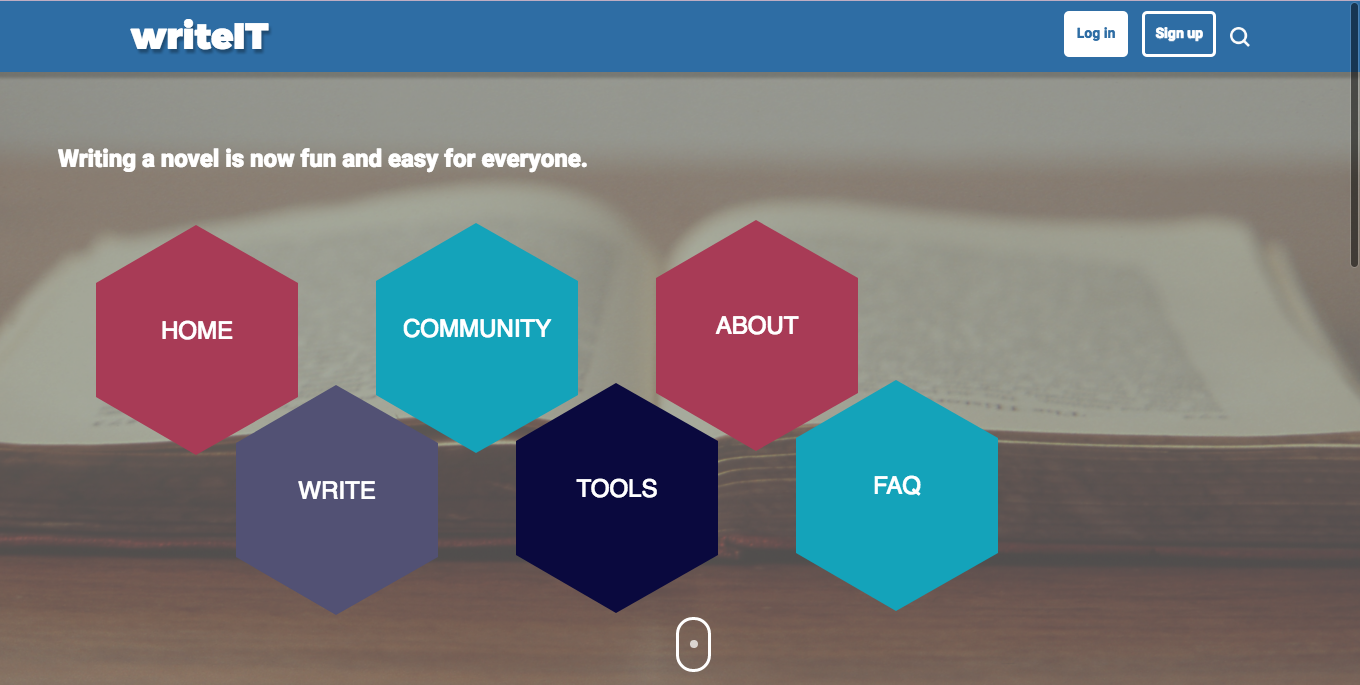 writeIT
Log in
Sign up
Writing a novel is now fun and easy for everyone.
HOME
COMMUNITY
ABOUT
WRITE
TOOLS
FAQ